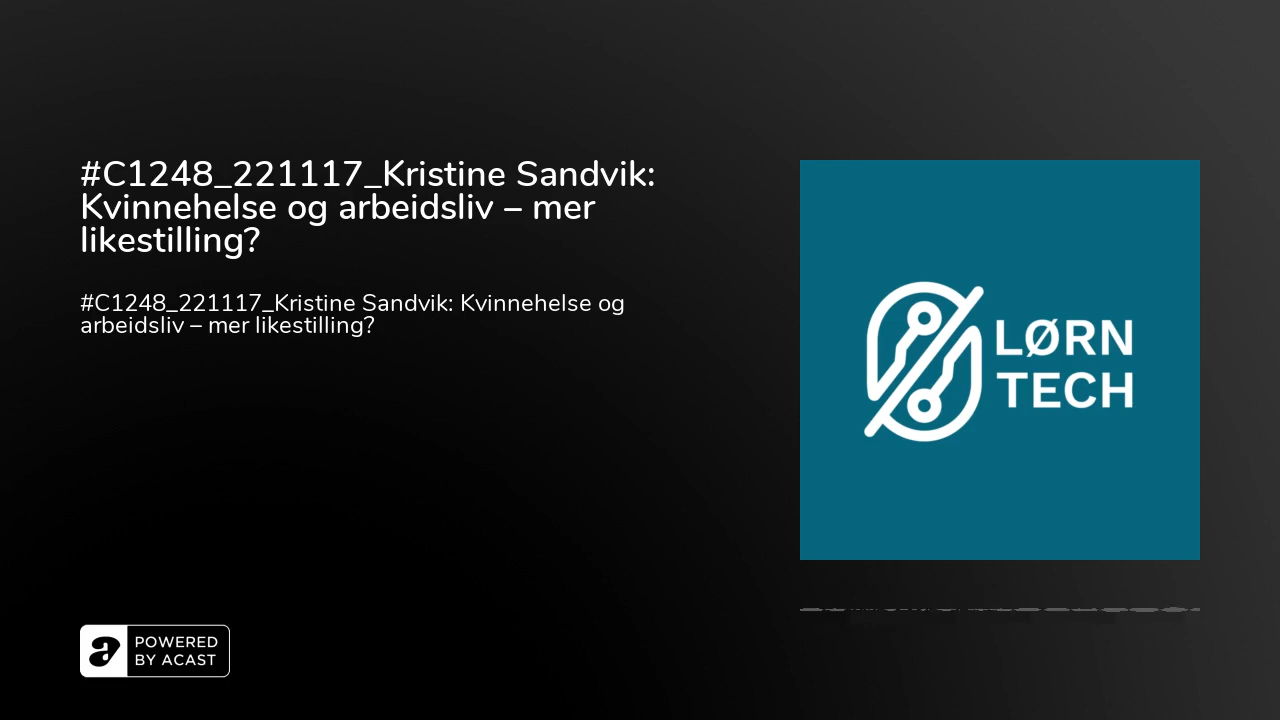 #C1248_221117_Kristine Sandvik:
Kvinnehelse og arbeidsliv – mer
likestilling?
#C1248_221117_Kristine Sandvik: Kvinnehelse og
arbeidsliv – mer likestilling?
LØRN
TECH
a POWERED
BY ACAST